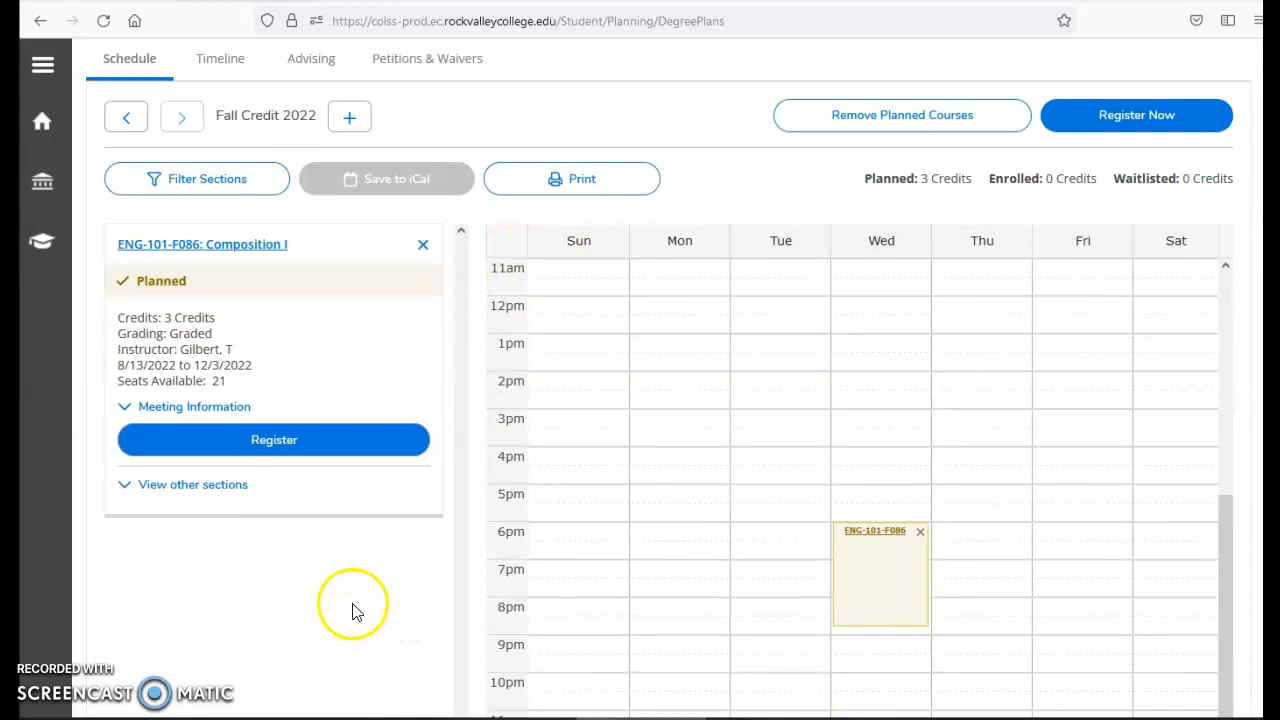 https://colss-prod.ec.rockvalleycollege.edu/Student/Planning/DegreePlans
Schedule Timeline Advising Petitions & Waivers
Fall Credit 2022 Remove Planned Courses Register Now
Filter Sections Save to iCal Print Planned: 3 Credits Enrolled: 0 Credits Waitlisted: 0 Credits
ENG-101-F086: Composition I
Planned
Credits: 3 Credits
Grading: Graded
Instructor: Gilbert, T
8/13/2022 to 12/3/2022
Seats Available: 21
Meeting Information
Register
View other sections
Sun Mon Tue Wed Thu Fri Sat
11am
12pm
1pm
2pm
3pm
4pm
5pm
6pm
ENG-101-F086
7pm
8pm
9pm
10pm
RECORDED WITH
SCREENCAST MATIC